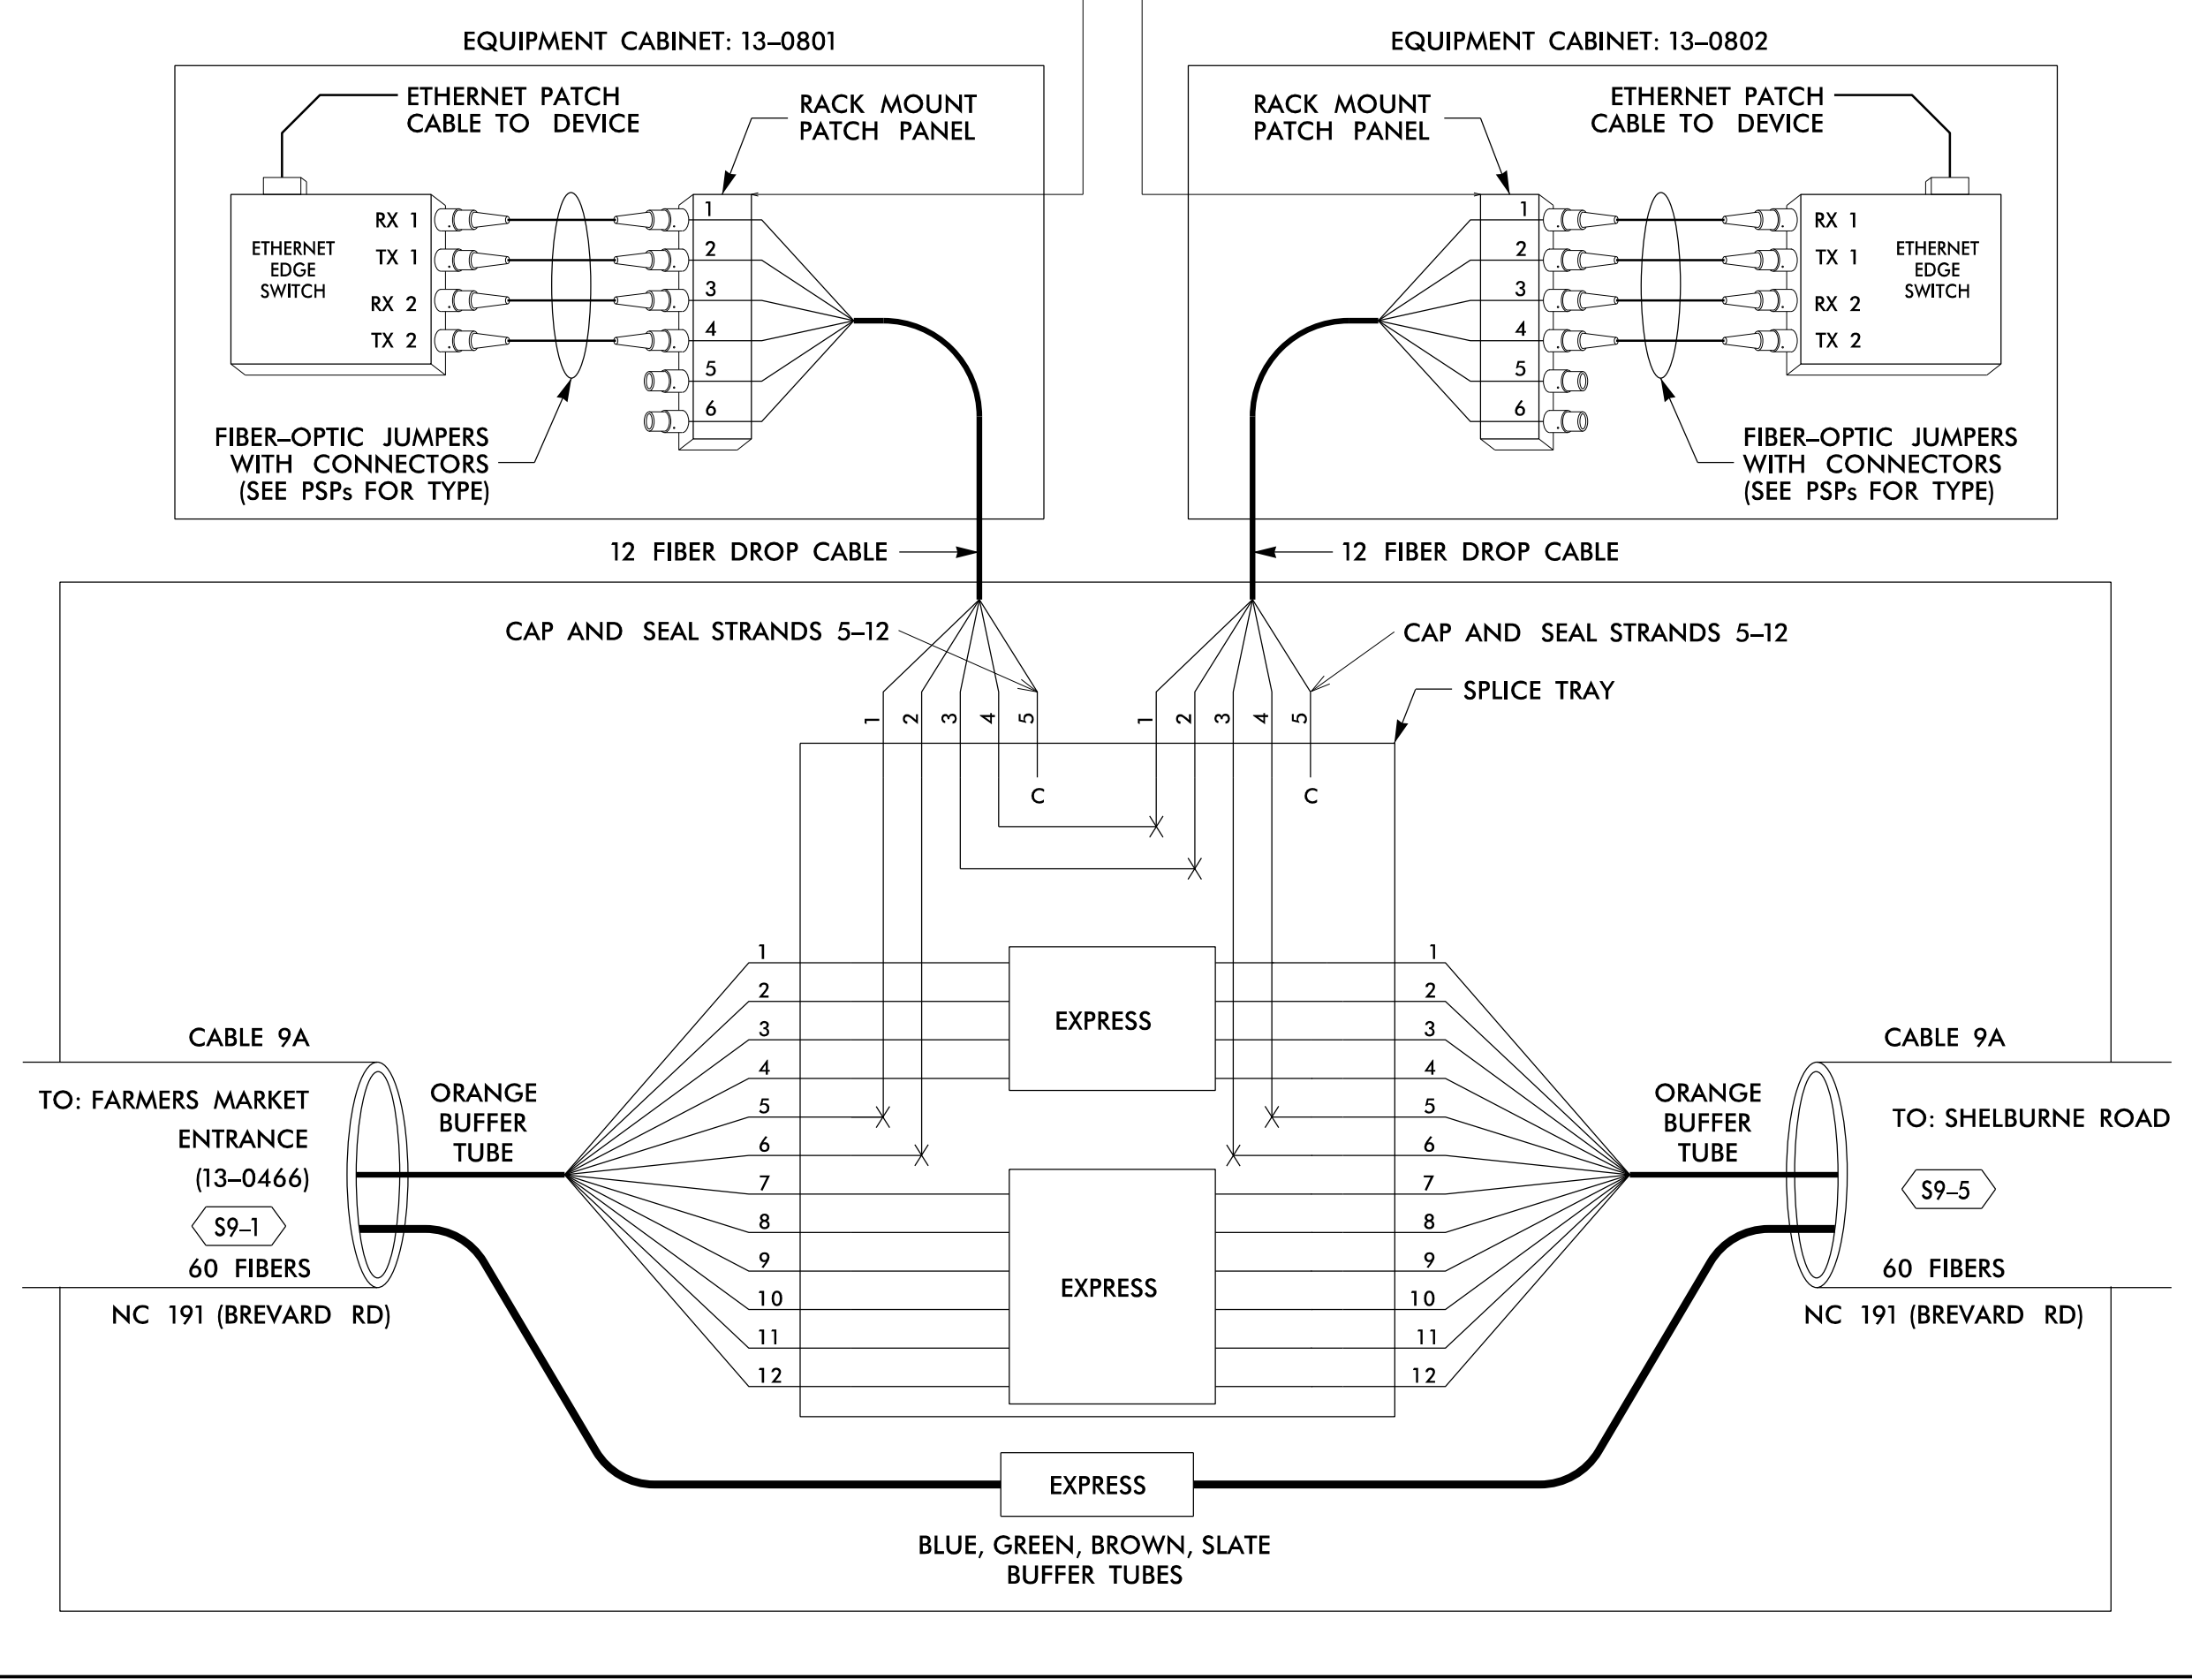 EQUIPMENT CABINET: 13–0801
ETHERNET PATCH
CABLE TO DEVICE
RACK MOUNT
PATCH PANEL
ETHERNET
EDGE
SWITCH
RX 1
TX 1
RX 2
TX 2
1
2
3
4
5
6
FIBER–OPTIC JUMPERS
WITH CONNECTORS
(SEE PSPs FOR TYPE)
EQUIPMENT CABINET: 13–0802
RACK MOUNT
PATCH PANEL
ETHERNET PATCH
CABLE TO DEVICE
1
2
3
4
5
6
RX 1
TX 1
RX 2
TX 2
ETHERNET
EDGE
SWITCH
FIBER–OPTIC JUMPERS
WITH CONNECTORS
(SEE PSPs FOR TYPE)
12 FIBER DROP CABLE
12 FIBER DROP CABLE
CAP AND SEAL STRANDS 5–12
CAP AND SEAL STRANDS 5–12
SPLICE TRAY
1 2 3 4 5
1 2 3 4 5
C
C
1
2
3
4
5
6
7
8
9
10
11
12
EXPRESS
EXPRESS
1
2
3
4
5
6
7
8
9
10
11
12
CABLE 9A
TO: FARMERS MARKET
ENTRANCE
(13–0466)
S9–1
60 FIBERS
NC 191 (BREVARD RD)
ORANGE
BUFFER
TUBE
ORANGE
BUFFER
TUBE
CABLE 9A
TO: SHELBURNE ROAD
S9–5
60 FIBERS
NC 191 (BREVARD RD)
EXPRESS
BLUE, GREEN, BROWN, SLATE
BUFFER TUBES